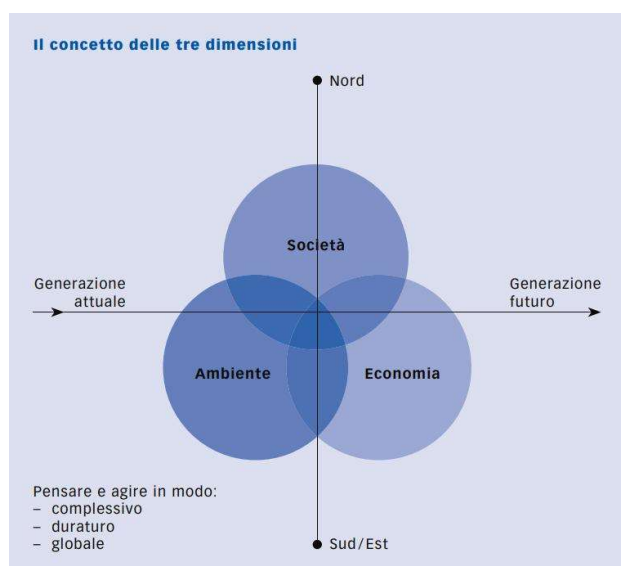 Il concetto delle tre dimensioni
Nord
Società
Generazione
attuale
Generazione
futuro
Ambiente
Economia
Pensare e agire in modo:
– complessivo
– duraturo
– globale
Sud/Est